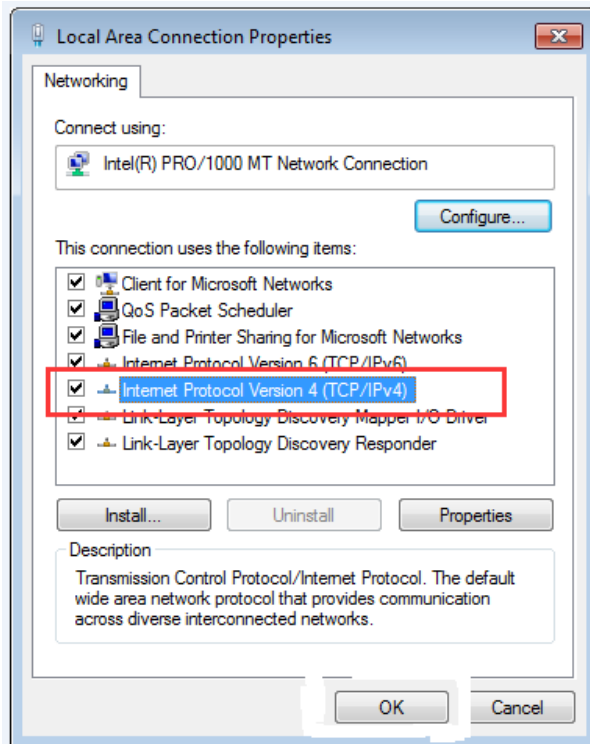 Local Area Connection Properties
Networking
Connect using:
Intel(R) PRO/1000 MT Network Connection
Configure...
This connection uses the following items:
Client for Microsoft Networks
QoS Packet Scheduler
File and Printer Sharing for Microsoft Networks
Internet Protocol Version 6 (TCP/IPv6)
Internet Protocol Version 4 (TCP/IPv4)
Link-Layer Topology Discovery Mapper I/O Driver
Link-Layer Topology Discovery Responder
Install... Uninstall Properties
Description
Transmission Control Protocol/Internet Protocol. The default
wide area network protocol that provides communication
across diverse interconnected networks.
OK Cancel